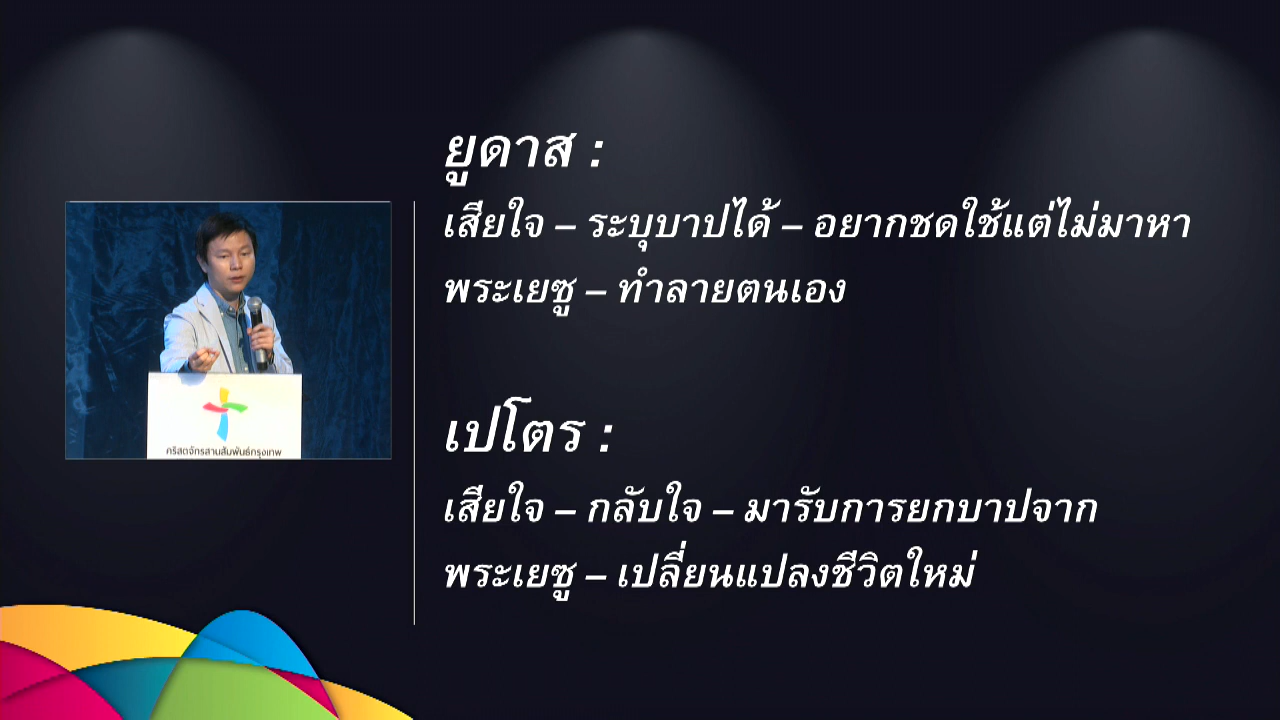 ยูดาส :
เสียใจ – ระบุบาปได้ – อยากชดใช้แต่ไม่มาหา
พระเยซู – ทำลายตนเอง
เปโตร :
เสียใจ – กลับใจ – มารับการยกบาปจาก
พระเยซู – เปลี่ยนแปลงชีวิตใหม่
คริสตจักรสานสัมพันธ์กรุงเทพ